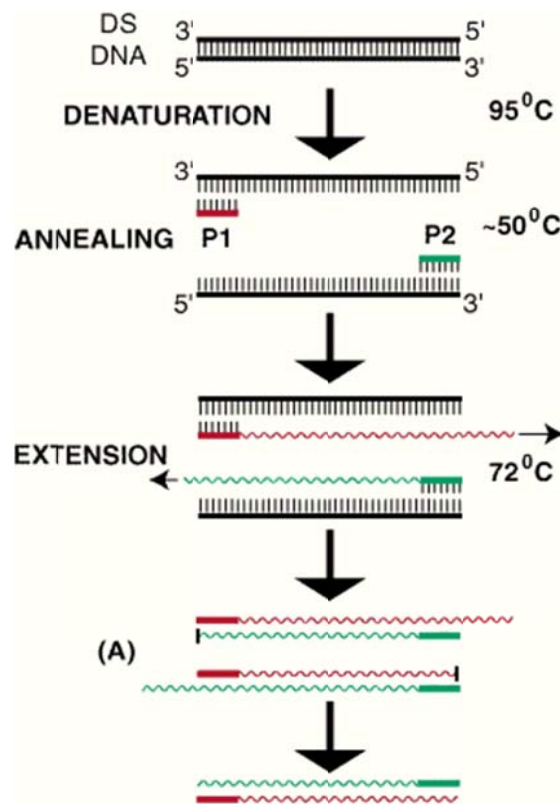 DS 3' 5'
DNA 5' 3'
DENATURATION 95⁰C
3' 5'
ANNEALING P1 P2 ~50⁰C
5' 3'
EXTENSION 72⁰C
(A)